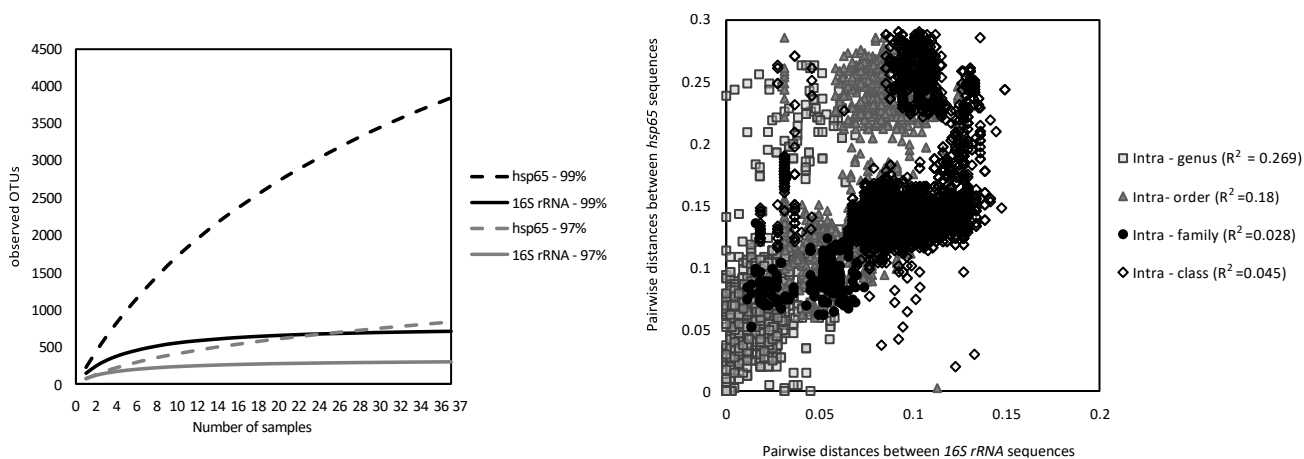 4500
4000
3500
3000
2500
2000
1500
1000
500
0
observed OTUs
0 2 4 6 8 10 12 14 16 18 20 22 24 26 28 30 32 34 36 37
Number of samples
hsp65 - 99%
16S rRNA - 99%
hsp65 - 97%
16S rRNA - 97%
0.3
0.25
0.2
0.15
0.1
0.05
0
Pairwise distances between hsp65 sequences
0 0.05 0.1 0.15 0.2
Pairwise distances between 16S rRNA sequences
Intra - genus (R² = 0.269)
Intra- order (R² =0.18)
Intra - family (R² =0.028)
Intra - class (R² =0.045)